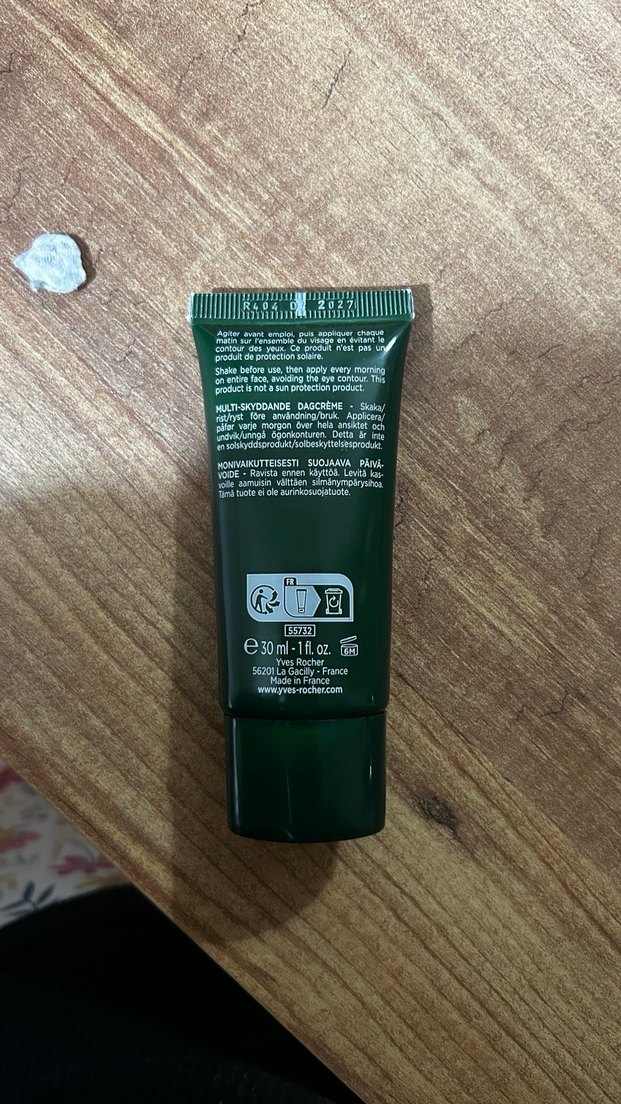 R404 2027
Agiter avant emploi, puis appliquer chaque
matin sur l'ensemble du visage en évitant le
contour des yeux. Ce produit n'est pas un
produit de protection solaire.
Shake before use, then apply every morning
on entire face, avoiding the eye contour. This
product is not a sun protection product.
MULTI-SKYDDANDE DAGCRÈME - Skaka/
rist/ryst före användning/bruk. Applicera/
påfør varje morgon över hela ansiktet och
undvik/unngå ögonkonturen. Detta är inte
en solskyddsprodukt/solbeskyttelsesprodukt.
MONIVAIKUTTEISESTI SUOJAAVA PÄIVÄ-
VOIDE - Ravista ennen käyttöä. Levitä kas-
voille aamuisin välttäen silmänympärysihoa.
Tämä tuote ei ole aurinkosuojatuote.
FR
55732
℮ 30 ml - 1 fl. oz. 6M
Yves Rocher
56201 La Gacilly - France
Made in France
www.yves-rocher.com